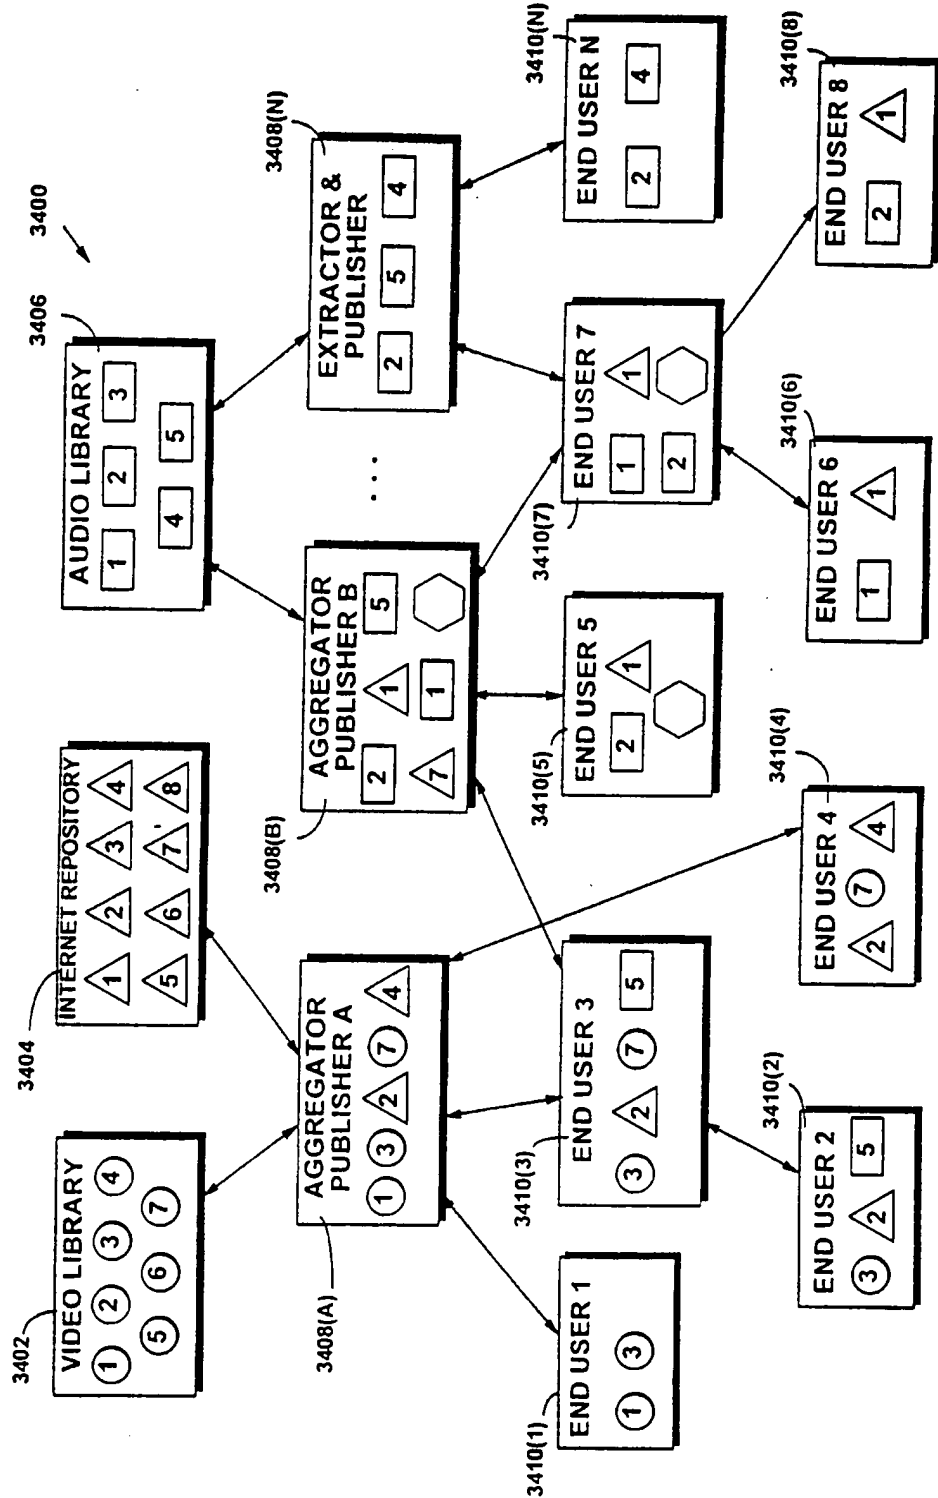 3400
3402
VIDEO LIBRARY
1 2 3 4
5 6 7
3404
INTERNET REPOSITORY
1 2 3 4
5 6 7 8
3406
AUDIO LIBRARY
1 2 3
4 5
3408(A)
AGGREGATOR
PUBLISHER A
1 3 2 7 4
3408(B)
AGGREGATOR
PUBLISHER B
2 1 5
7 1
...
3408(N)
EXTRACTOR &
PUBLISHER
2 5 4
3410(1)
END USER 1
1 3
3410(3)
END USER 3
3 2 7 5
3410(5)
END USER 5
2 1
3410(7)
END USER 7
1 1
2
3410(N)
END USER N
2 4
3410(2)
END USER 2
3 2 5
3410(4)
END USER 4
2 7 4
3410(6)
END USER 6
1 1
3410(8)
END USER 8
2 1